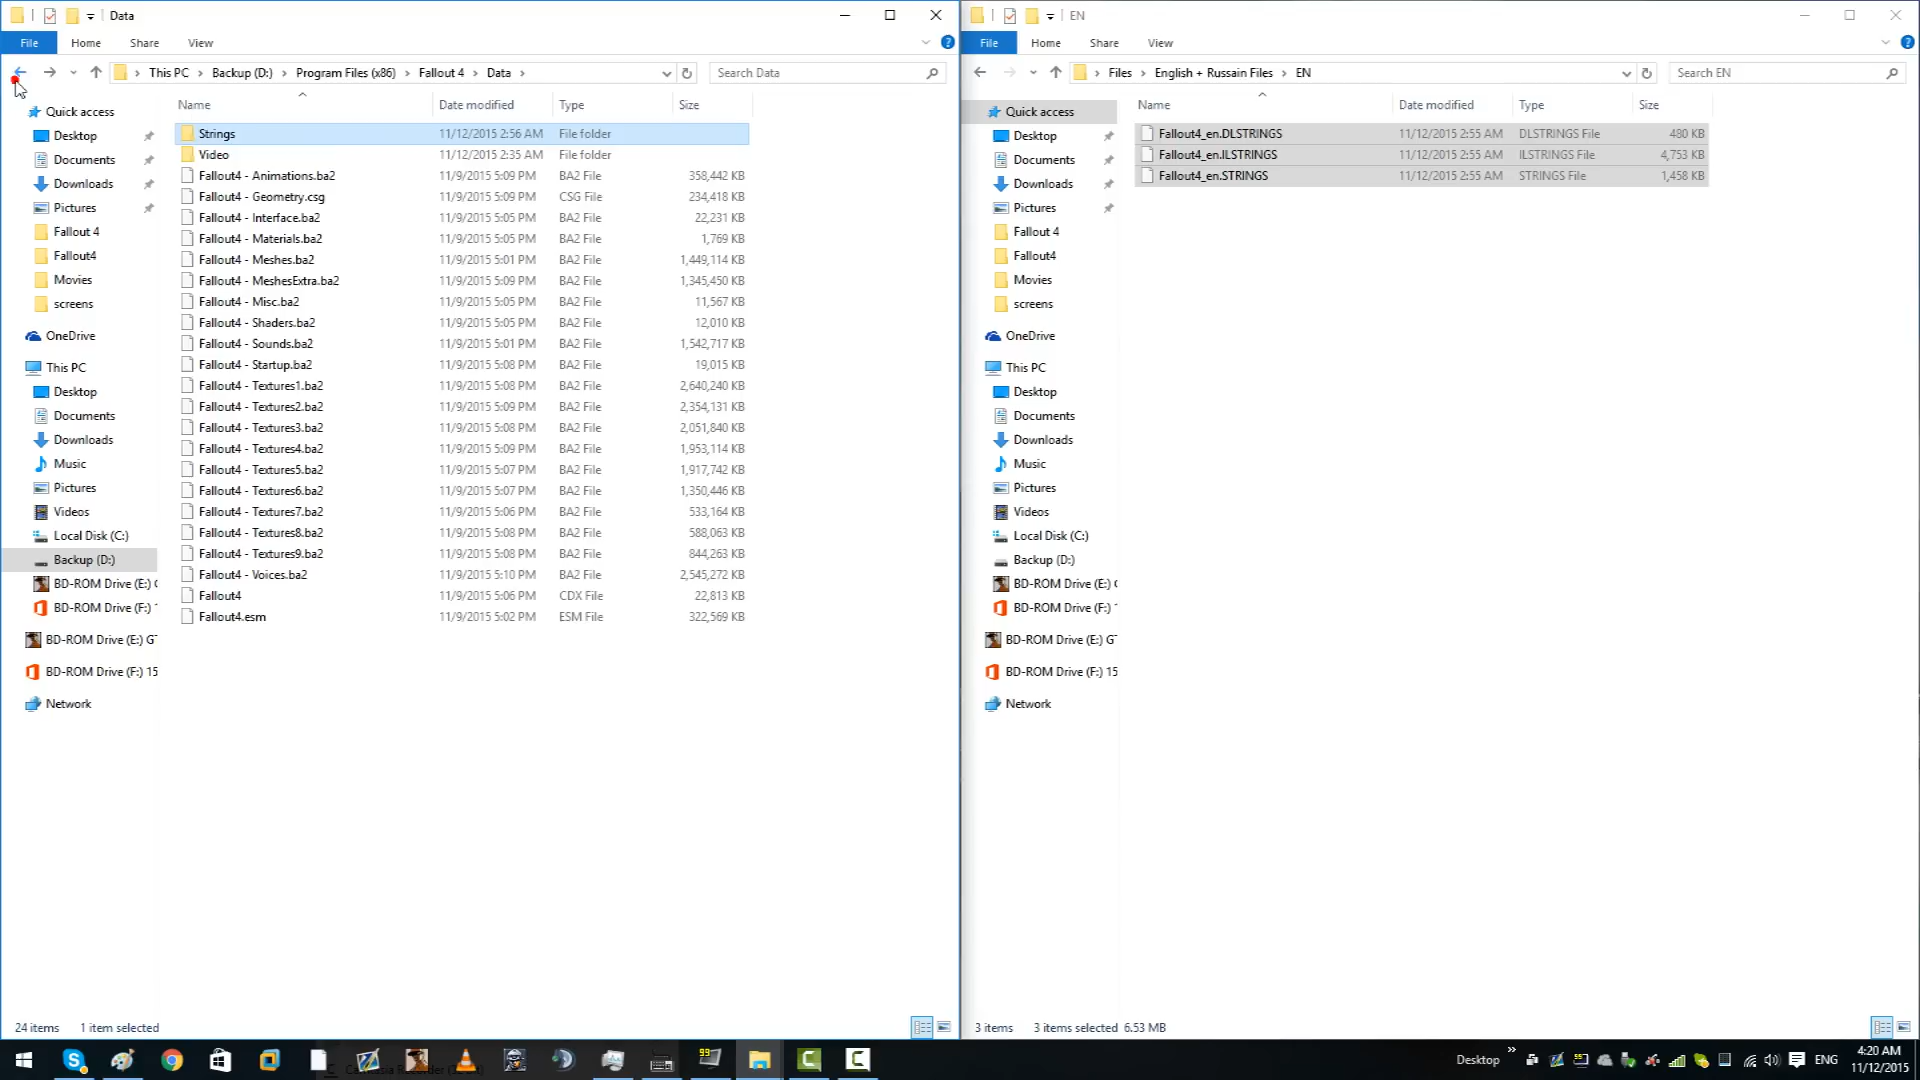 Data
File Home Share View
This PC Backup (D:) Program Files (x86) Fallout 4 Data
Search Data
Name Date modified Type Size
Quick access
Desktop
Documents
Downloads
Pictures
Fallout 4
Fallout4
Movies
screens
OneDrive
This PC
Desktop
Documents
Downloads
Music
Pictures
Videos
Local Disk (C:)
Backup (D:)
BD-ROM Drive (E:)
BD-ROM Drive (F:)
BD-ROM Drive (E:) GT
BD-ROM Drive (F:) 15
Network
Strings 11/12/2015 2:56 AM File folder
Video 11/12/2015 2:35 AM File folder
Fallout4 - Animations.ba2 11/9/2015 5:09 PM BA2 File 358,442 KB
Fallout4 - Geometry.csg 11/9/2015 5:09 PM CSG File 234,418 KB
Fallout4 - Interface.ba2 11/9/2015 5:05 PM BA2 File 22,231 KB
Fallout4 - Materials.ba2 11/9/2015 5:05 PM BA2 File 1,769 KB
Fallout4 - Meshes.ba2 11/9/2015 5:01 PM BA2 File 1,449,114 KB
Fallout4 - MeshesExtra.ba2 11/9/2015 5:09 PM BA2 File 1,345,450 KB
Fallout4 - Misc.ba2 11/9/2015 5:05 PM BA2 File 11,567 KB
Fallout4 - Shaders.ba2 11/9/2015 5:05 PM BA2 File 12,010 KB
Fallout4 - Sounds.ba2 11/9/2015 5:01 PM BA2 File 1,542,717 KB
Fallout4 - Startup.ba2 11/9/2015 5:08 PM BA2 File 19,015 KB
Fallout4 - Textures1.ba2 11/9/2015 5:08 PM BA2 File 2,640,240 KB
Fallout4 - Textures2.ba2 11/9/2015 5:09 PM BA2 File 2,354,131 KB
Fallout4 - Textures3.ba2 11/9/2015 5:08 PM BA2 File 2,051,840 KB
Fallout4 - Textures4.ba2 11/9/2015 5:09 PM BA2 File 1,953,114 KB
Fallout4 - Textures5.ba2 11/9/2015 5:07 PM BA2 File 1,917,742 KB
Fallout4 - Textures6.ba2 11/9/2015 5:07 PM BA2 File 1,350,446 KB
Fallout4 - Textures7.ba2 11/9/2015 5:06 PM BA2 File 533,164 KB
Fallout4 - Textures8.ba2 11/9/2015 5:08 PM BA2 File 588,063 KB
Fallout4 - Textures9.ba2 11/9/2015 5:08 PM BA2 File 844,263 KB
Fallout4 - Voices.ba2 11/9/2015 5:10 PM BA2 File 2,545,272 KB
Fallout4 11/9/2015 5:06 PM CDX File 22,813 KB
Fallout4.esm 11/9/2015 5:02 PM ESM File 322,569 KB
24 items 1 item selected
EN
File Home Share View
Files English + Russain Files EN
Search EN
Name Date modified Type Size
Quick access
Desktop
Documents
Downloads
Pictures
Fallout 4
Fallout4
Movies
screens
OneDrive
This PC
Desktop
Documents
Downloads
Music
Pictures
Videos
Local Disk (C:)
Backup (D:)
BD-ROM Drive (E:)
BD-ROM Drive (F:)
BD-ROM Drive (E:) GT
BD-ROM Drive (F:) 15
Network
Fallout4_en.DLSTRINGS 11/12/2015 2:55 AM DLSTRINGS File 480 KB
Fallout4_en.ILSTRINGS 11/12/2015 2:55 AM ILSTRINGS File 4,753 KB
Fallout4_en.STRINGS 11/12/2015 2:55 AM STRINGS File 1,458 KB
3 items 3 items selected 6.53 MB
Desktop ENG 4:20 AM
11/12/2015